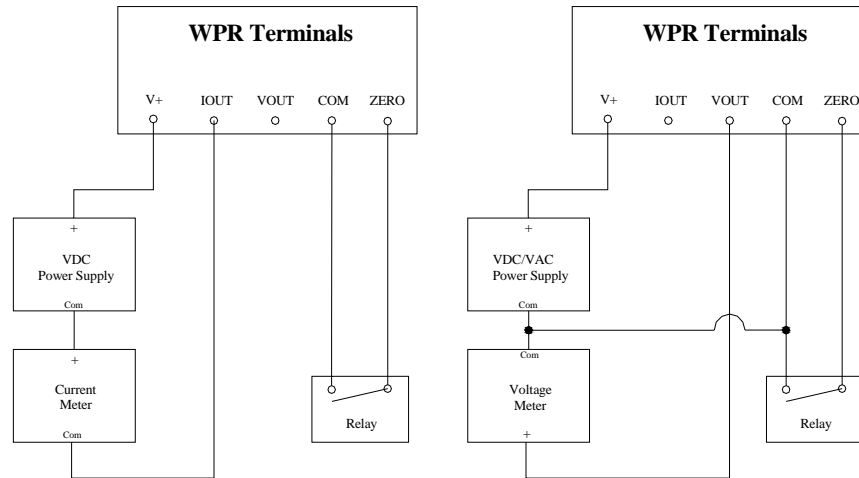 WPR Terminals
V+ IOUT VOUT COM ZERO
+
VDC
Power Supply
Com
+
Current
Meter
Com
Relay
WPR Terminals
V+ IOUT VOUT COM ZERO
+
VDC/VAC
Power Supply
Com
Com
Voltage
Meter
+
Relay